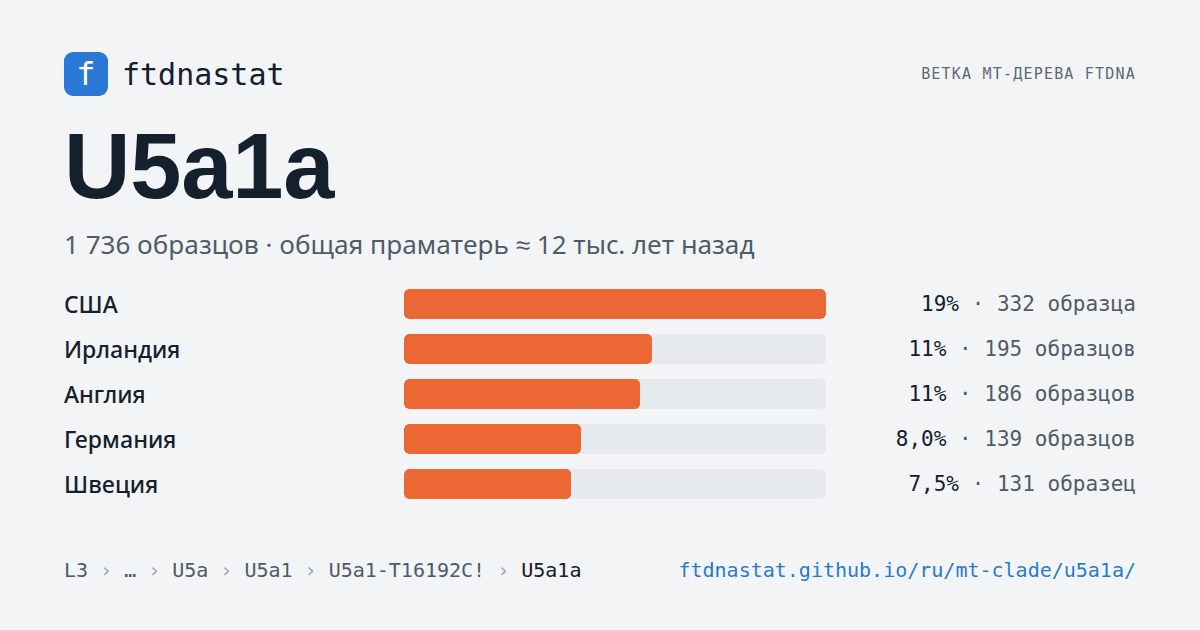 f ftdnastat
ВЕТКА МТ-ДЕРЕВА FTDNA
U5a1a
1 736 образцов · общая праматерь ≈ 12 тыс. лет назад
США 19% · 332 образца
Ирландия 11% · 195 образцов
Англия 11% · 186 образцов
Германия 8,0% · 139 образцов
Швеция 7,5% · 131 образец
L3 › … › U5a › U5a1 › U5a1-T16192C! › U5a1a
ftdnastat.github.io/ru/mt-clade/u5a1a/